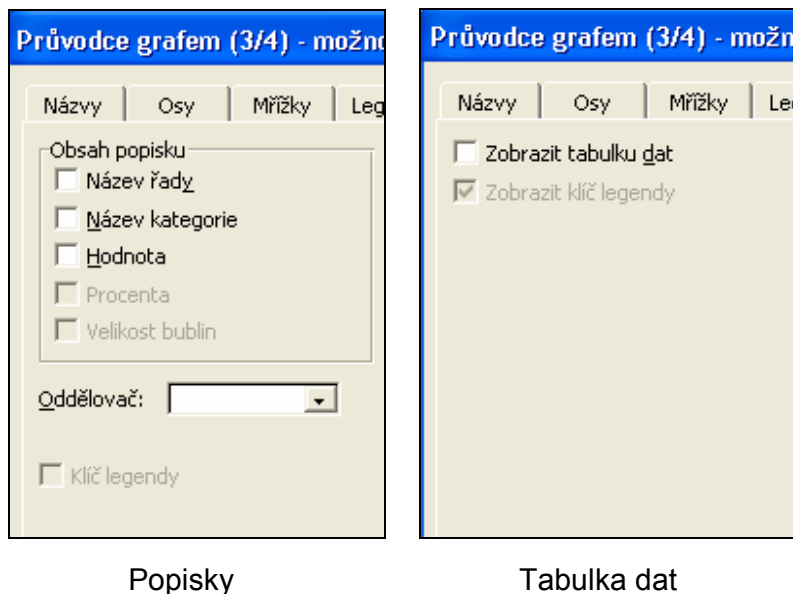 Průvodce grafem (3/4) - možno
Názvy Osy Mřížky Leg
Obsah popisku
Název řady
Název kategorie
Hodnota
Procenta
Velikost bublin
Oddělovač:
Klíč legendy
Popisky
Průvodce grafem (3/4) - možn
Názvy Osy Mřížky Le
Zobrazit tabulku dat
Zobrazit klíč legendy
Tabulka dat